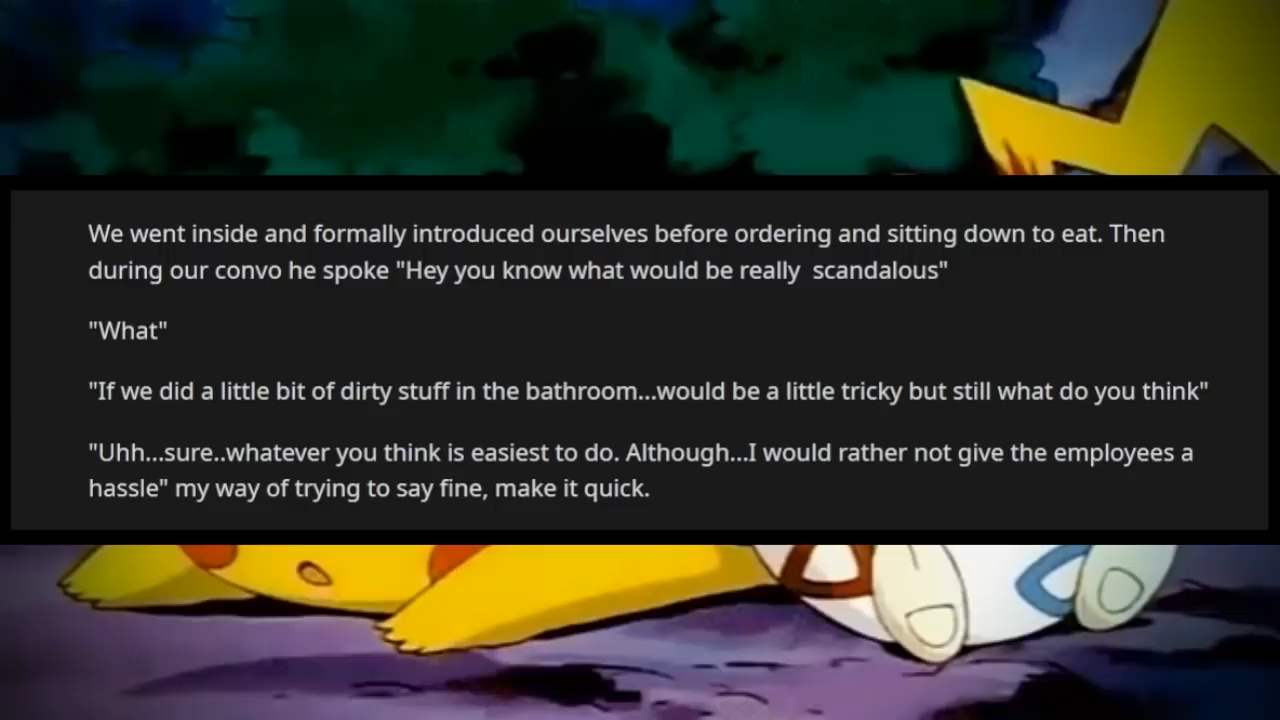 We went inside and formally introduced ourselves before ordering and sitting down to eat. Then
during our convo he spoke "Hey you know what would be really  scandalous"
"What"
"If we did a little bit of dirty stuff in the bathroom...would be a little tricky but still what do you think"
"Uhh...sure..whatever you think is easiest to do. Although...I would rather not give the employees a
hassle" my way of trying to say fine, make it quick.